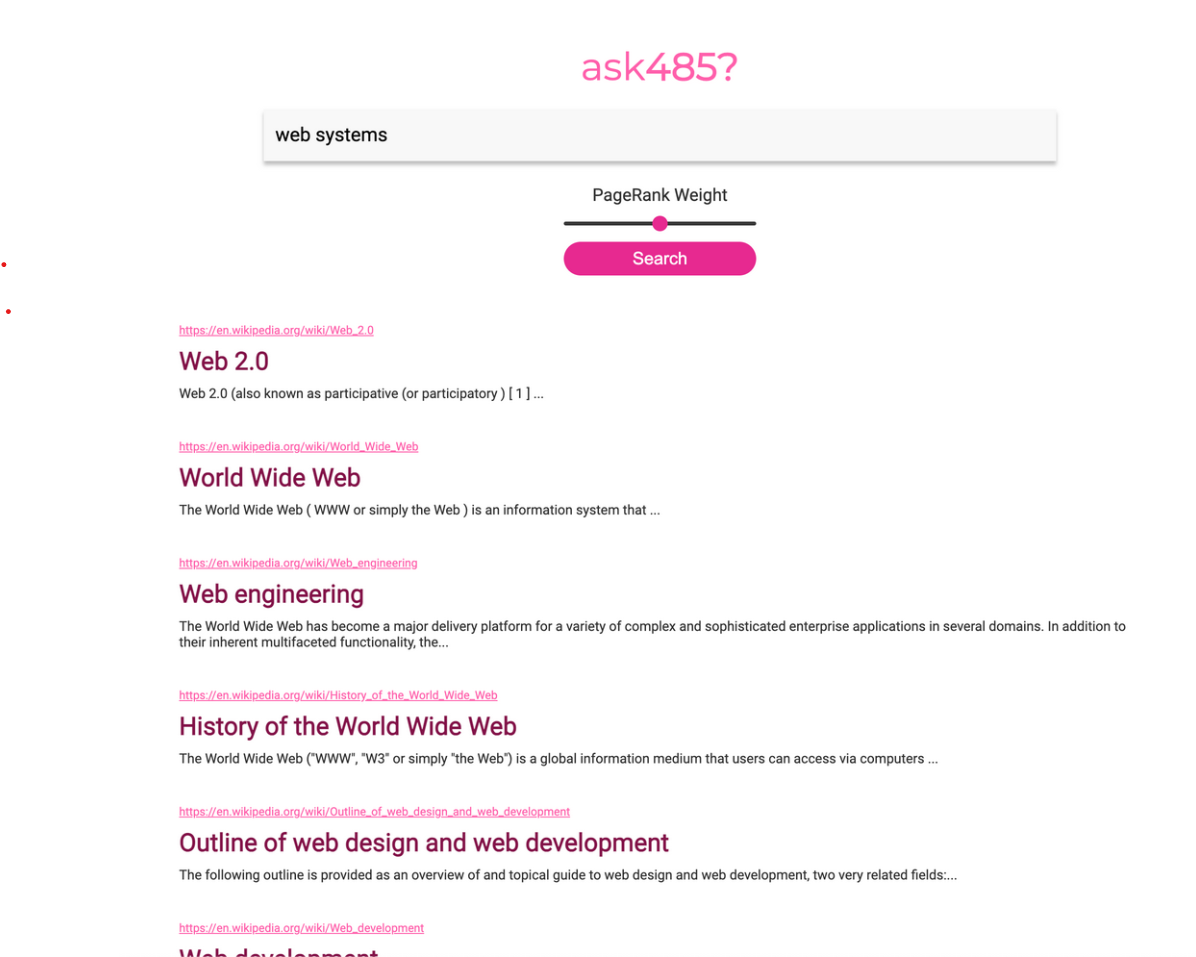 ask485?
web systems
PageRank Weight
Search
https://en.wikipedia.org/wiki/Web_2.0
Web 2.0
Web 2.0 (also known as participative (or participatory ) [ 1 ] ...
https://en.wikipedia.org/wiki/World_Wide_Web
World Wide Web
The World Wide Web ( WWW or simply the Web ) is an information system that ...
https://en.wikipedia.org/wiki/Web_engineering
Web engineering
The World Wide Web has become a major delivery platform for a variety of complex and sophisticated enterprise applications in several domains. In addition to
their inherent multifaceted functionality, the...
https://en.wikipedia.org/wiki/History_of_the_World_Wide_Web
History of the World Wide Web
The World Wide Web ("WWW", "W3" or simply "the Web") is a global information medium that users can access via computers ...
https://en.wikipedia.org/wiki/Outline_of_web_design_and_web_development
Outline of web design and web development
The following outline is provided as an overview of and topical guide to web design and web development, two very related fields:...
https://en.wikipedia.org/wiki/Web_development
Web development